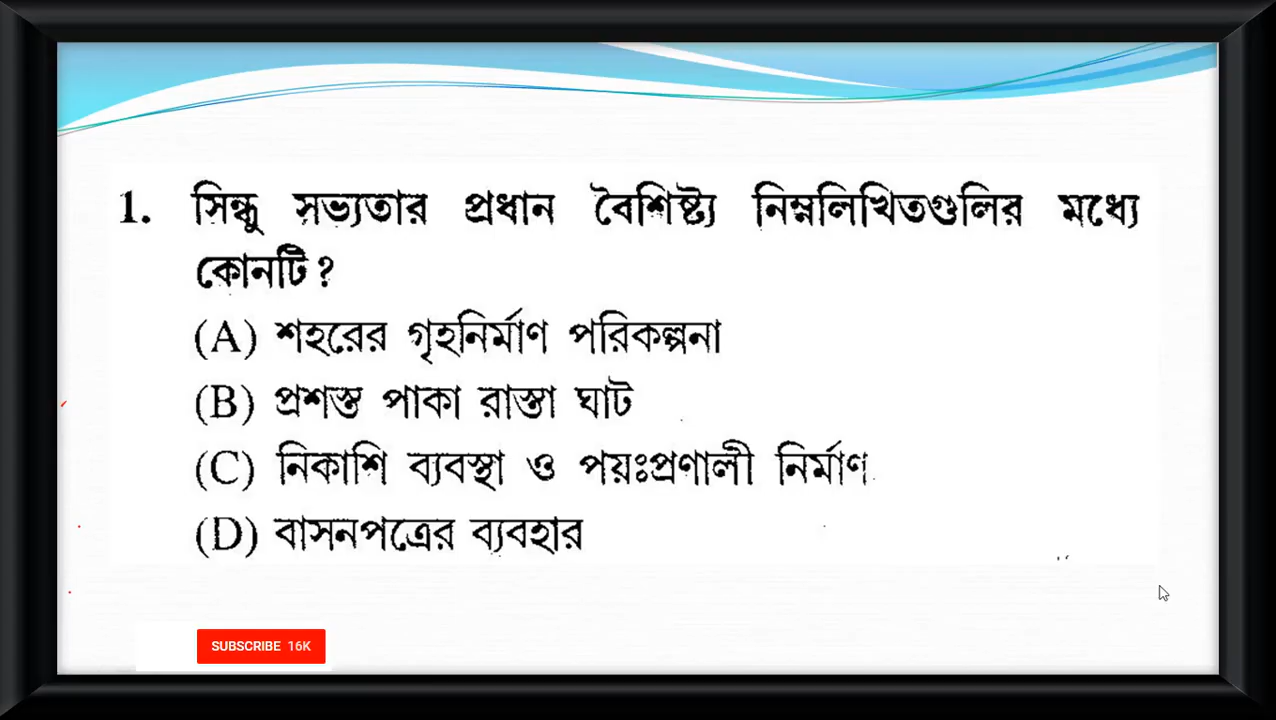 1. সিন্ধু সভ্যতার প্রধান বৈশিষ্ট্য নিম্নলিখিতগুলির মধ্যে
কোনটি ?
(A) শহরের গৃহনির্মাণ পরিকল্পনা
(B) প্রশস্ত পাকা রাস্তা ঘাট
(C) নিকাশি ব্যবস্থা ও পয়ঃপ্রণালী নির্মাণ
(D) বাসনপত্রের ব্যবহার
SUBSCRIBE 16K